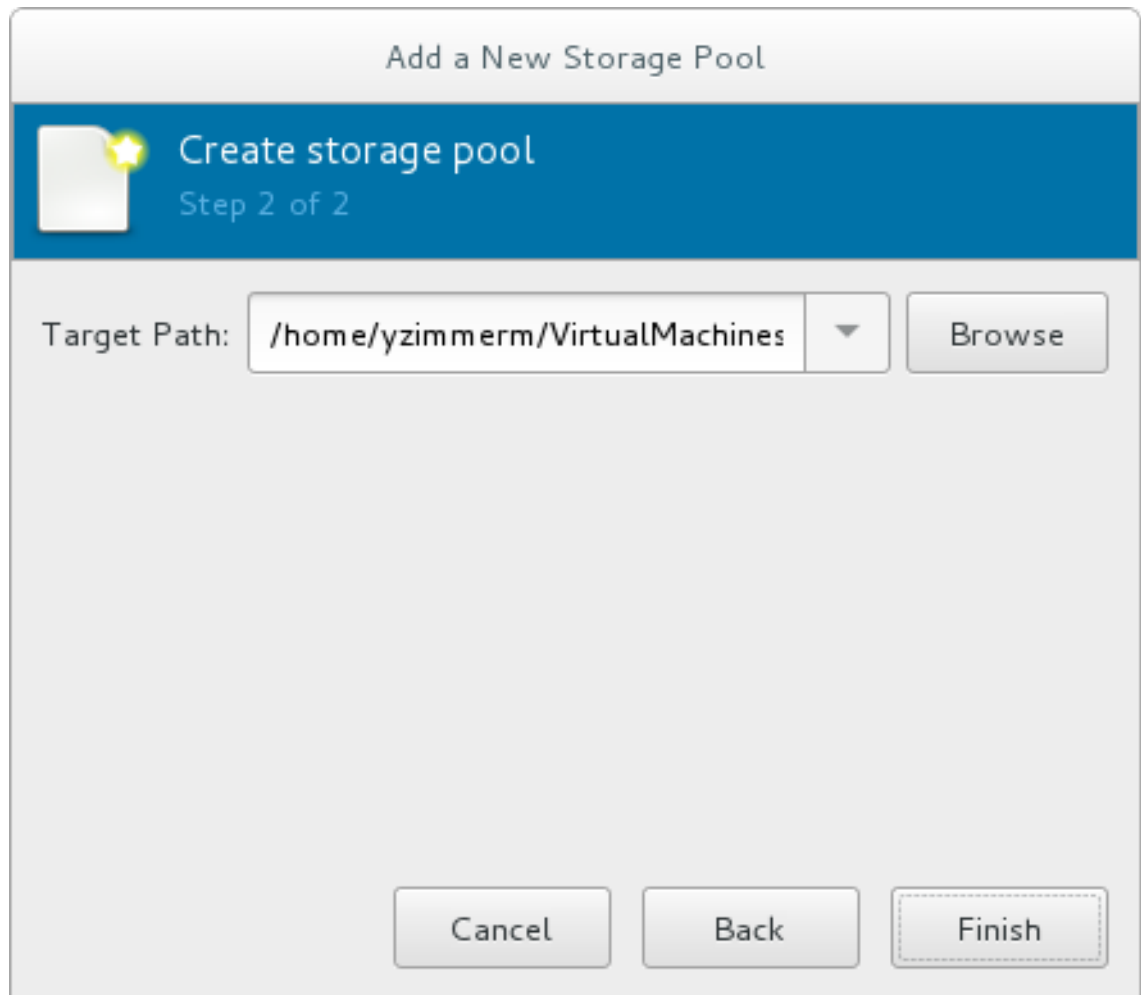 Add a New Storage Pool
Create storage pool
Step 2 of 2
Target Path: /home/yzimmerm/VirtualMachines Browse
Cancel Back Finish